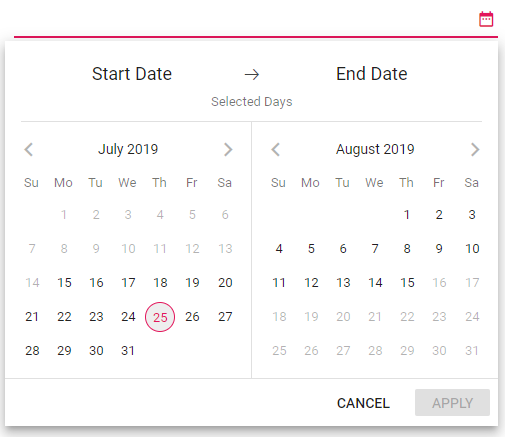 Start Date → End Date
Selected Days
July 2019 August 2019
Su Mo Tu We Th Fr Sa Su Mo Tu We Th Fr Sa
1 2 3 4 5 6 1 2 3
7 8 9 10 11 12 13 4 5 6 7 8 9 10
14 15 16 17 18 19 20 11 12 13 14 15 16 17
21 22 23 24 25 26 27 18 19 20 21 22 23 24
28 29 30 31 25 26 27 28 29 30 31
CANCEL APPLY